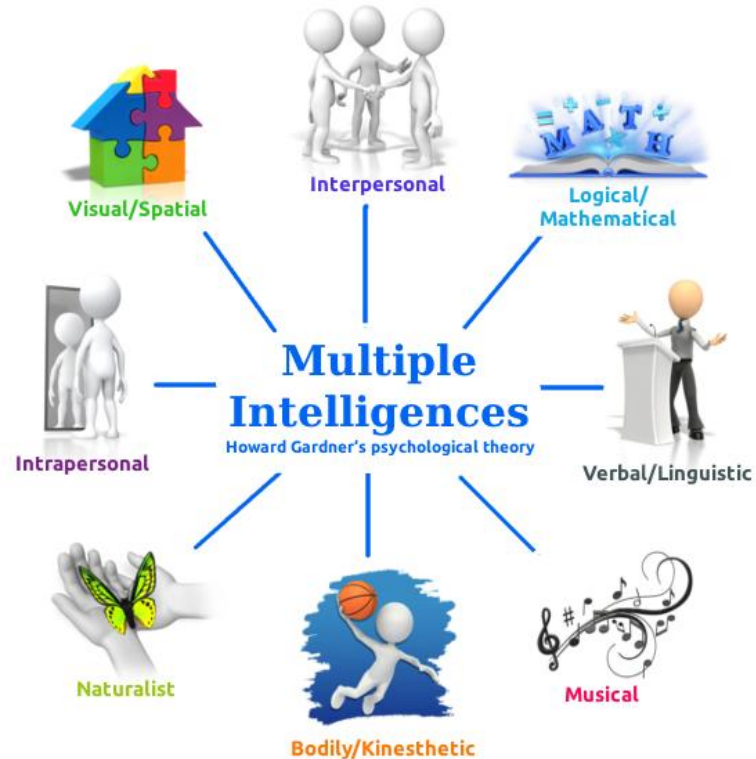 Interpersonal
MATH
Logical/
Mathematical
Visual/Spatial
Multiple
Intelligences
Howard Gardner's psychological theory
Intrapersonal
Verbal/Linguistic
Naturalist
Musical
Bodily/Kinesthetic